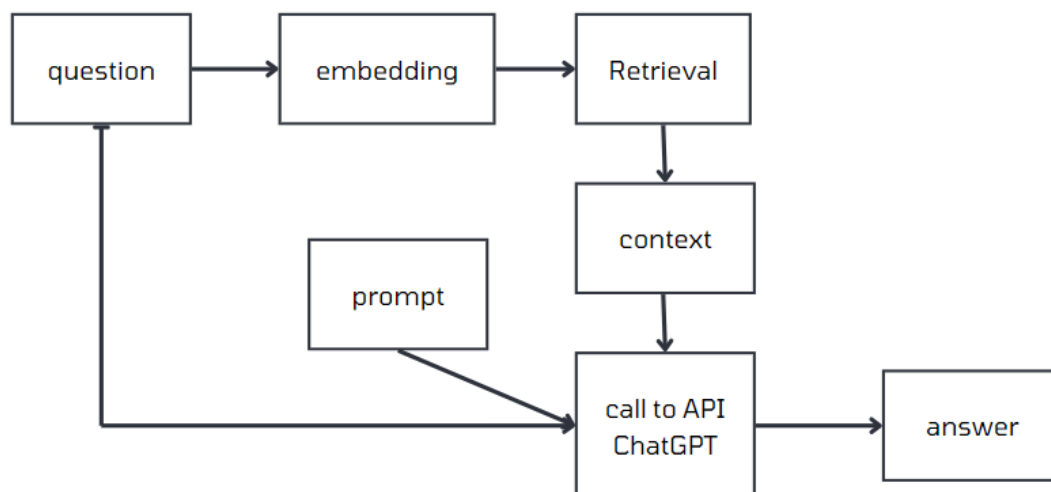 question
embedding
Retrieval
context
prompt
call to API
ChatGPT
answer